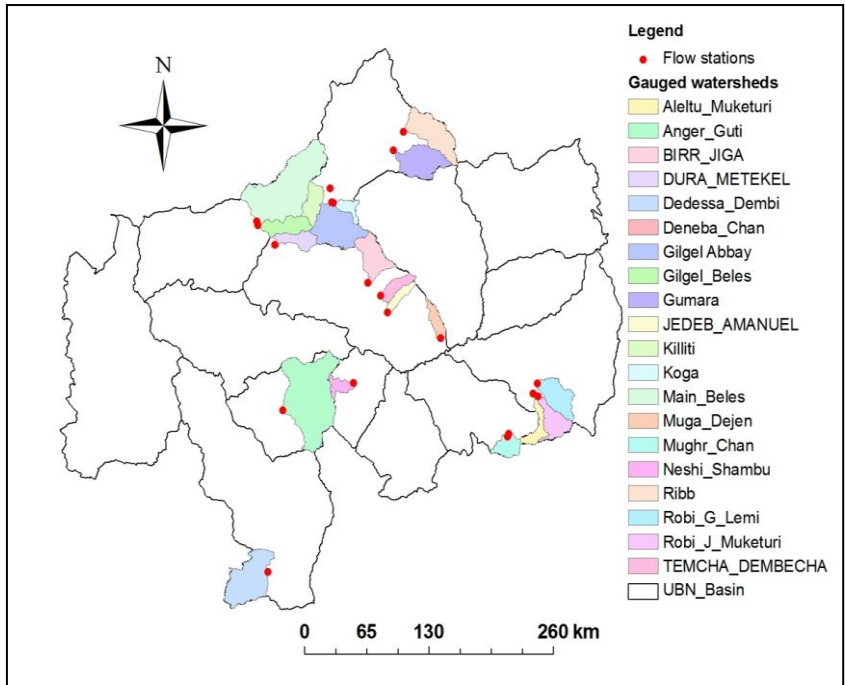 N
Legend
Flow stations
Gauged watersheds
Aleltu_Muketuri
Anger_Guti
BIRR_JIGA
DURA_METEKEL
Dedessa_Dembi
Deneba_Chan
Gilgel Abbay
Gilgel_Beles
Gumara
JEDEB_AMANUEL
Killiti
Koga
Main_Beles
Muga_Dejen
Mughr_Chan
Neshi_Shambu
Ribb
Robi_G_Lemi
Robi_J_Muketuri
TEMCHA_DEMBECHA
UBN_Basin
0 65 130 260 km